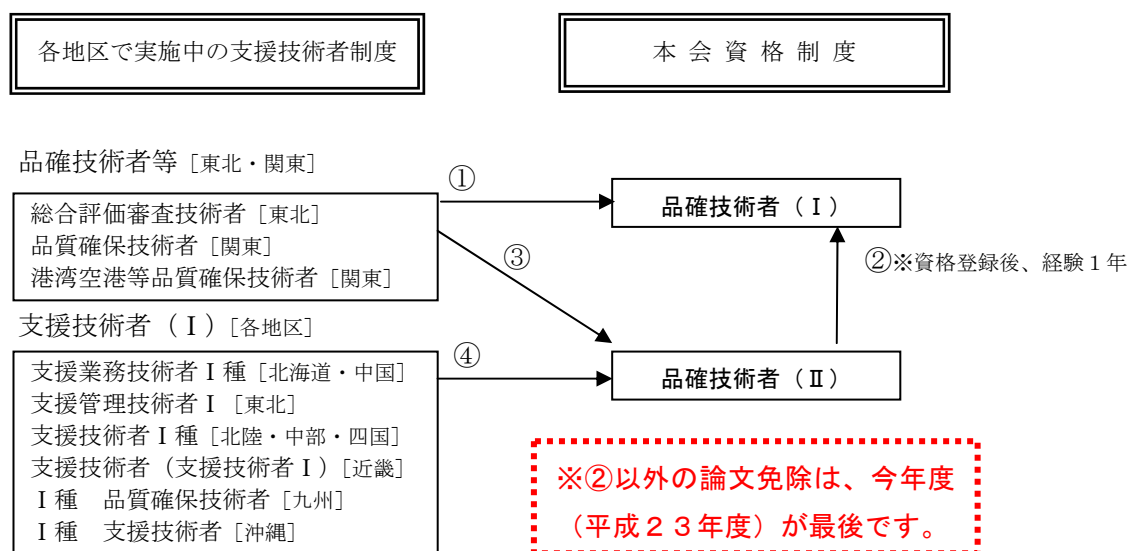 各地区で実施中の支援技術者制度
本会資格制度
品確技術者等［東北・関東］
①
総合評価審査技術者［東北］
品質確保技術者［関東］
港湾空港等品質確保技術者［関東］
品確技術者（Ⅰ）
③
②※資格登録後、経験１年
支援技術者（Ⅰ）［各地区］
④
支援業務技術者Ⅰ種［北海道・中国］
支援管理技術者Ⅰ［東北］
支援技術者Ⅰ種［北陸・中部・四国］
支援技術者（支援技術者Ⅰ）［近畿］
Ⅰ種　品質確保技術者［九州］
Ⅰ種　支援技術者［沖縄］
品確技術者（Ⅱ）
※②以外の論文免除は、今年度
（平成２３年度）が最後です。